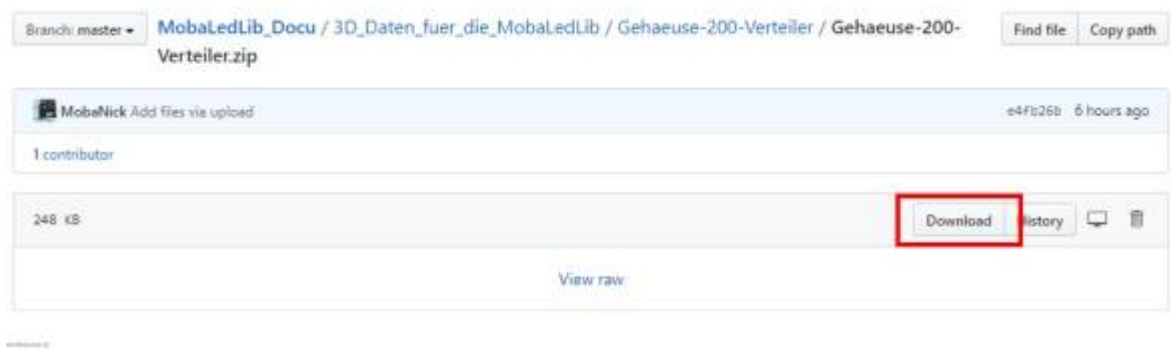 Branch: master MobaLedLib_Docu / 3D_Daten_fuer_die_MobaLedLib / Gehaeuse-200-Verteiler / Gehaeuse-200- Find file Copy path
Verteiler.zip
MobaNick Add files via upload e4fb26b 6 hours ago
1 contributor
248 KB Download History
View raw